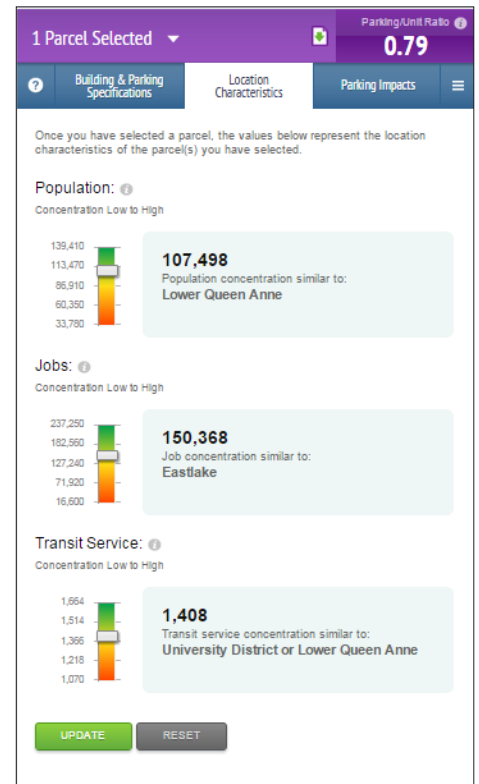 1 Parcel Selected
Parking/Unit Ratio
0.79
Building & Parking
Specifications
Location
Characteristics
Parking Impacts
Once you have selected a parcel, the values below represent the location
characteristics of the parcel(s) you have selected.
Population:
Concentration Low to High
139,410
113,470
86,910
60,350
33,780
107,498
Population concentration similar to:
Lower Queen Anne
Jobs:
Concentration Low to High
237,250
182,560
127,240
71,920
16,600
150,368
Job concentration similar to:
Eastlake
Transit Service:
Concentration Low to High
1,664
1,514
1,366
1,218
1,070
1,408
Transit service concentration similar to:
University District or Lower Queen Anne
UPDATE
RESET